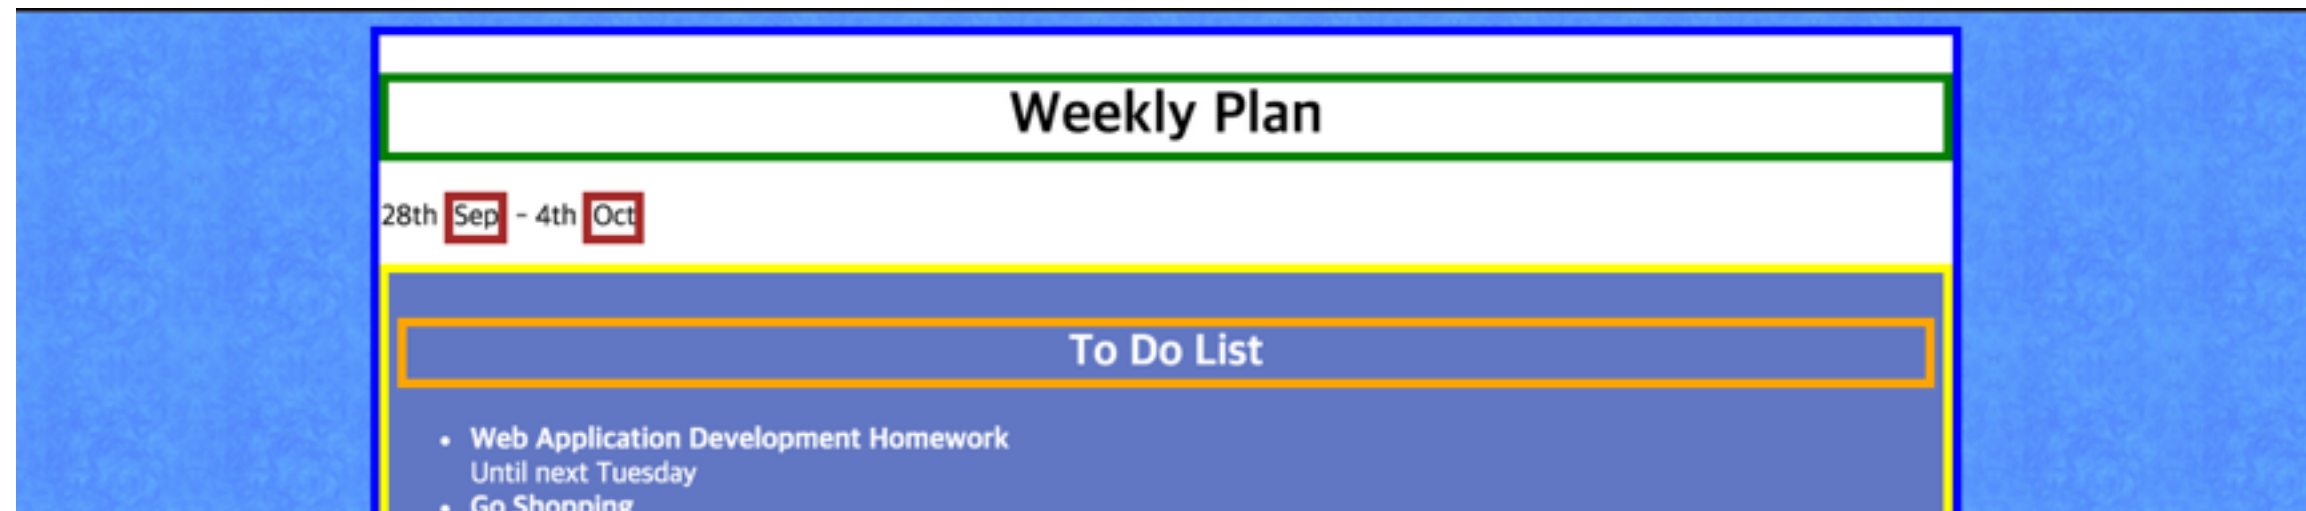 Weekly Plan
28th Sep - 4th Oct
To Do List
• Web Application Development Homework
Until next Tuesday
• Go Shopping